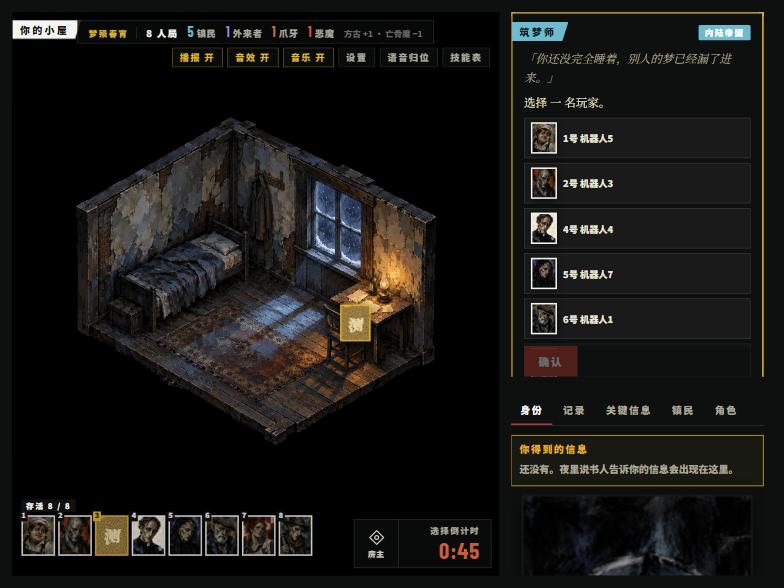 你的小屋
梦殒春宵 8 人局 5 镇民 1 外来者 1 爪牙 1 恶魔 方古 +1 · 亡骨魔 −1
播报 开 音效 开 音乐 开 设置 语音归位 技能表
存活 8 / 8
1 2 3 4 5 6 7 8
房主
选择倒计时
0:45
筑梦师 内陆帝国
「你还没完全睡着，别人的梦已经漏了进来。」
选择 一 名玩家。
1号 机器人5
2号 机器人3
4号 机器人4
5号 机器人7
6号 机器人1
确认
身份 记录 关键信息 镇民 角色
你得到的信息
还没有。夜里说书人告诉你的信息会出现在这里。